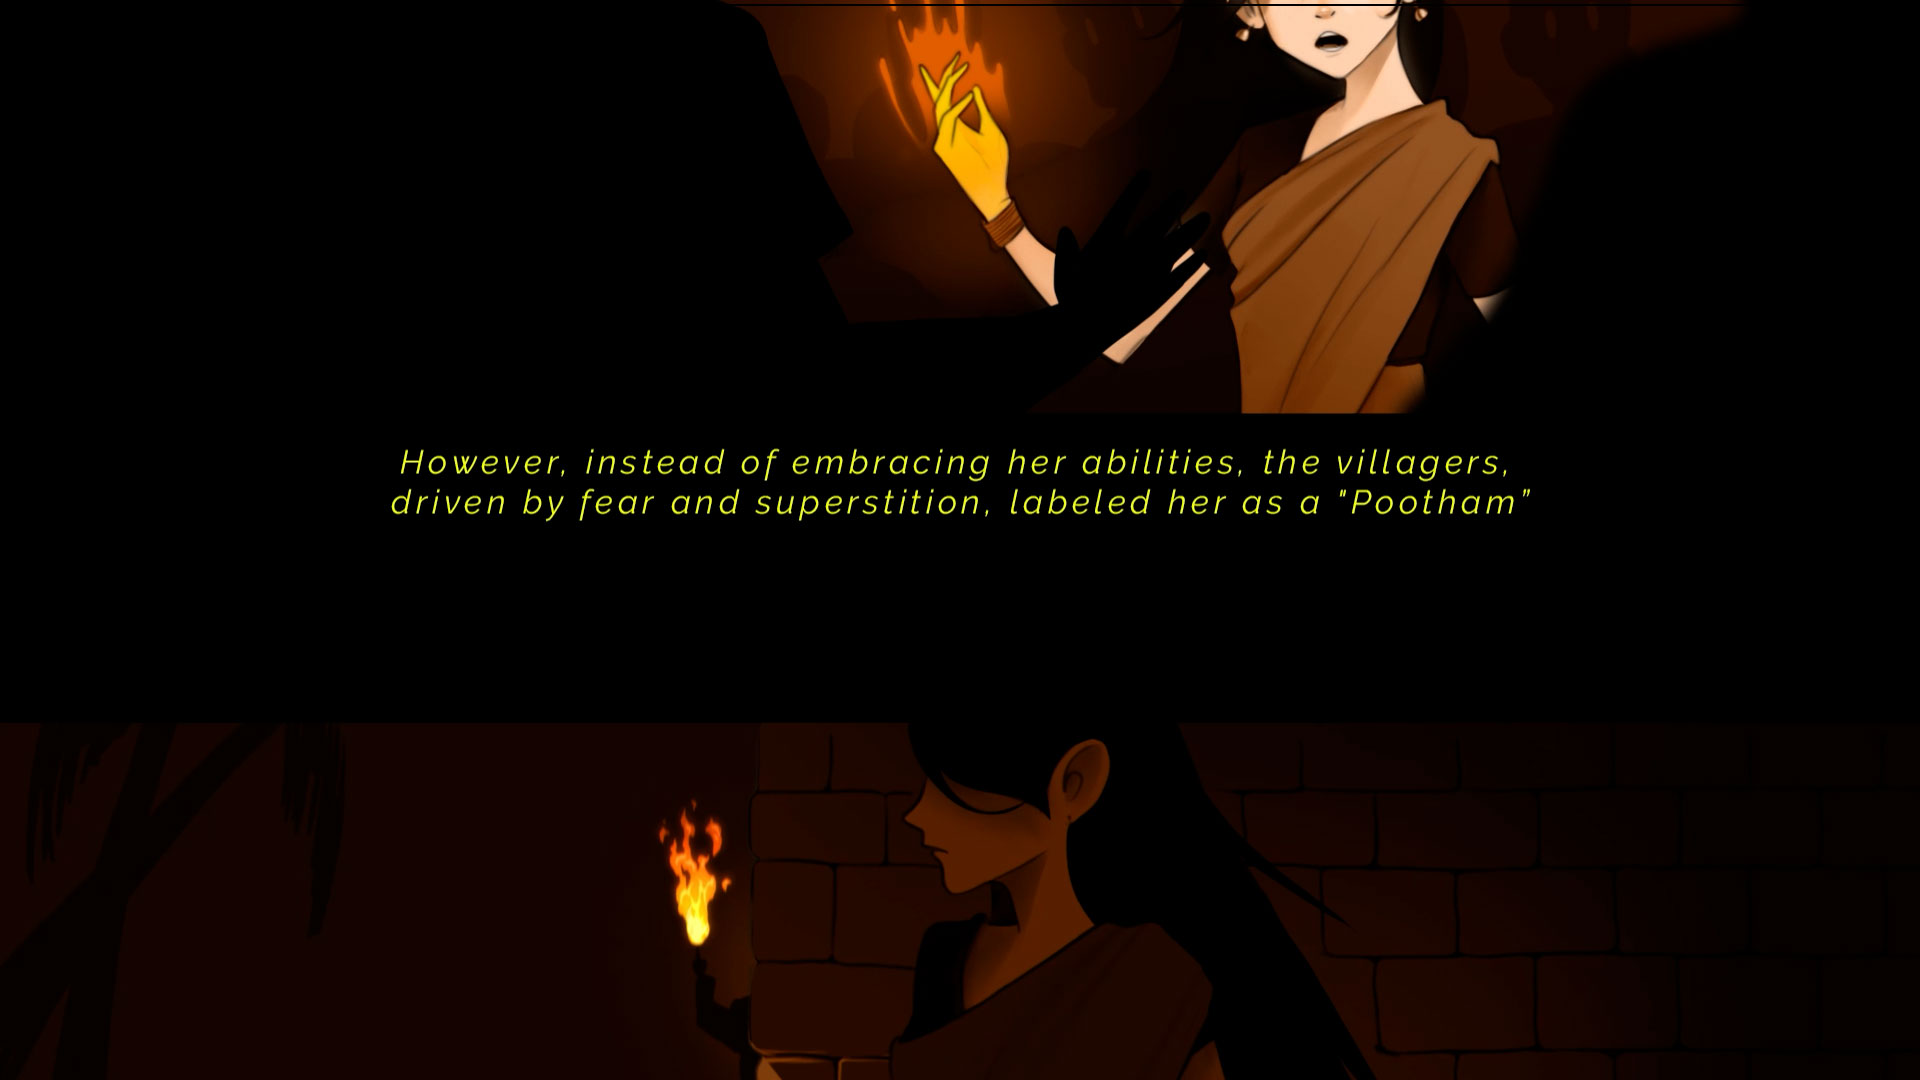 However, instead of embracing her abilities, the villagers,
driven by fear and superstition, labeled her as a "Pootham”